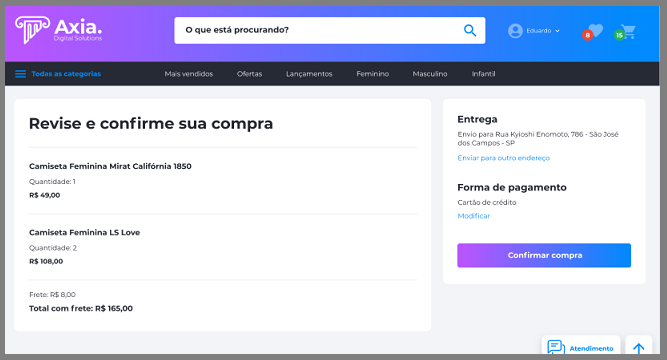 Axia.
Digital Solutions
O que está procurando?
Eduardo
8
15
Todas as categorias
Mais vendidos
Ofertas
Lançamentos
Feminino
Masculino
Infantil
Revise e confirme sua compra
Camiseta Feminina Mirat Califórnia 1850
Quantidade: 1
R$ 49,00
Camiseta Feminina LS Love
Quantidade: 2
R$ 108,00
Frete: R$ 8,00
Total com frete: R$ 165,00
Entrega
Envio para Rua Kyioshi Enomoto, 786 - São José
dos Campos - SP
Enviar para outro endereço
Forma de pagamento
Cartão de crédito
Modificar
Confirmar compra
Atendimento